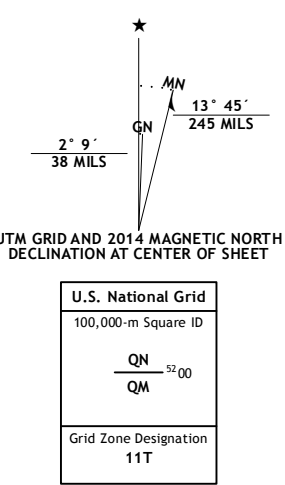 ★
MN
GN
13° 45´
245 MILS
2° 9´
38 MILS
UTM GRID AND 2014 MAGNETIC NORTH
DECLINATION AT CENTER OF SHEET
U.S. National Grid
100,000-m Square ID
QN
5200
QM
Grid Zone Designation
11T